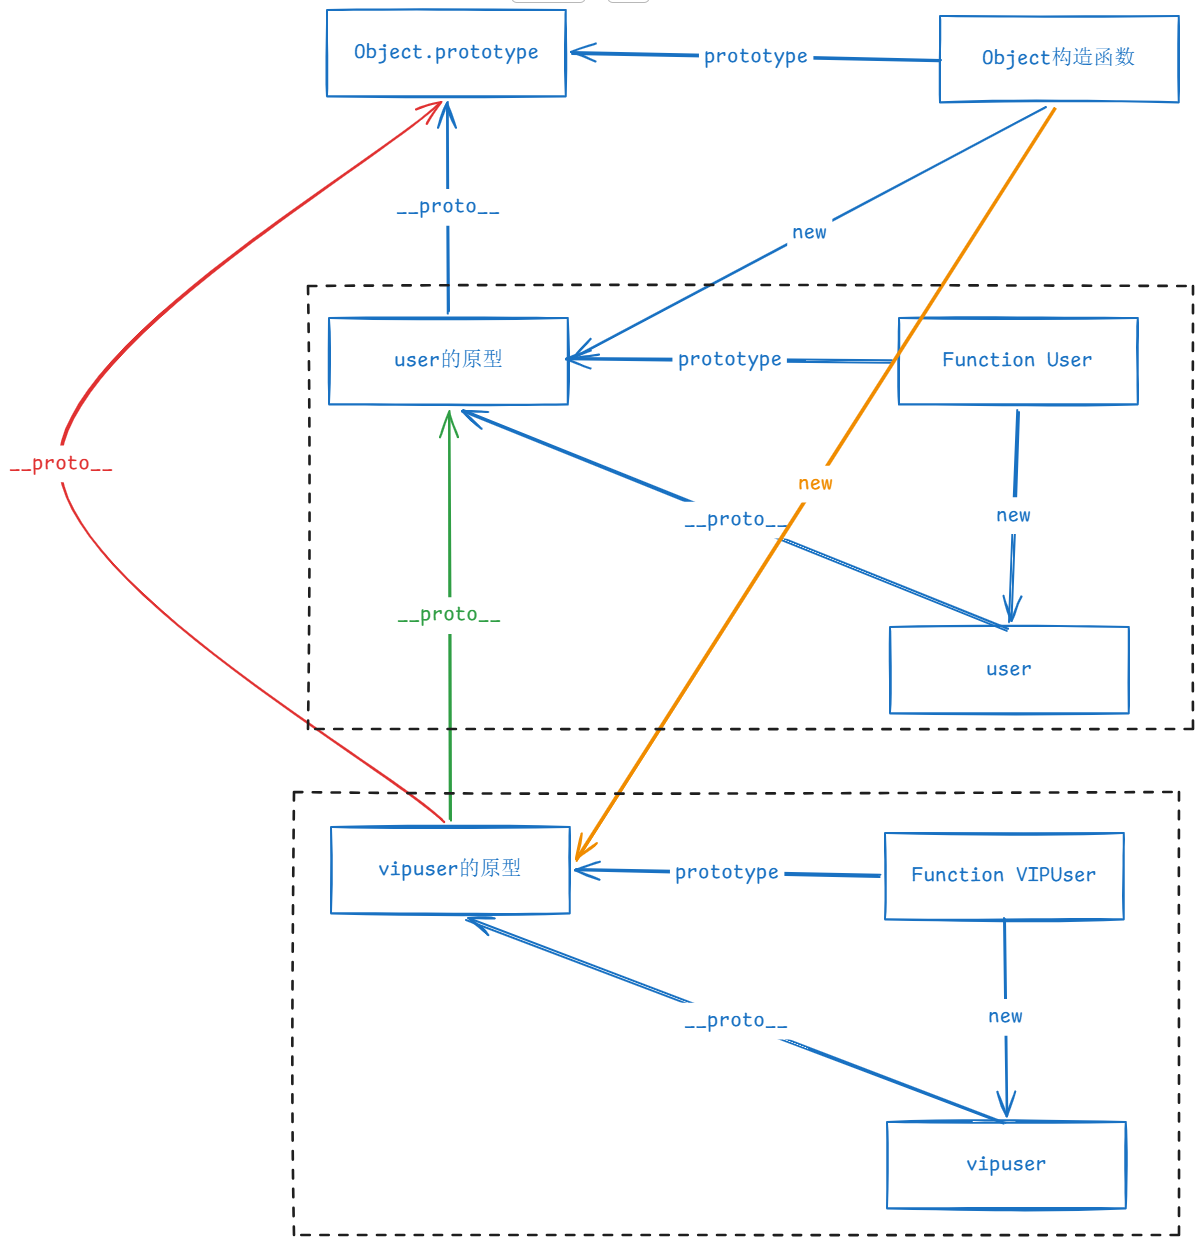 Object.prototype
prototype
Object构造函数
__proto__
new
user的原型
prototype
Function User
__proto__
new
__proto__
new
__proto__
user
vipuser的原型
prototype
Function VIPUser
__proto__
new
vipuser